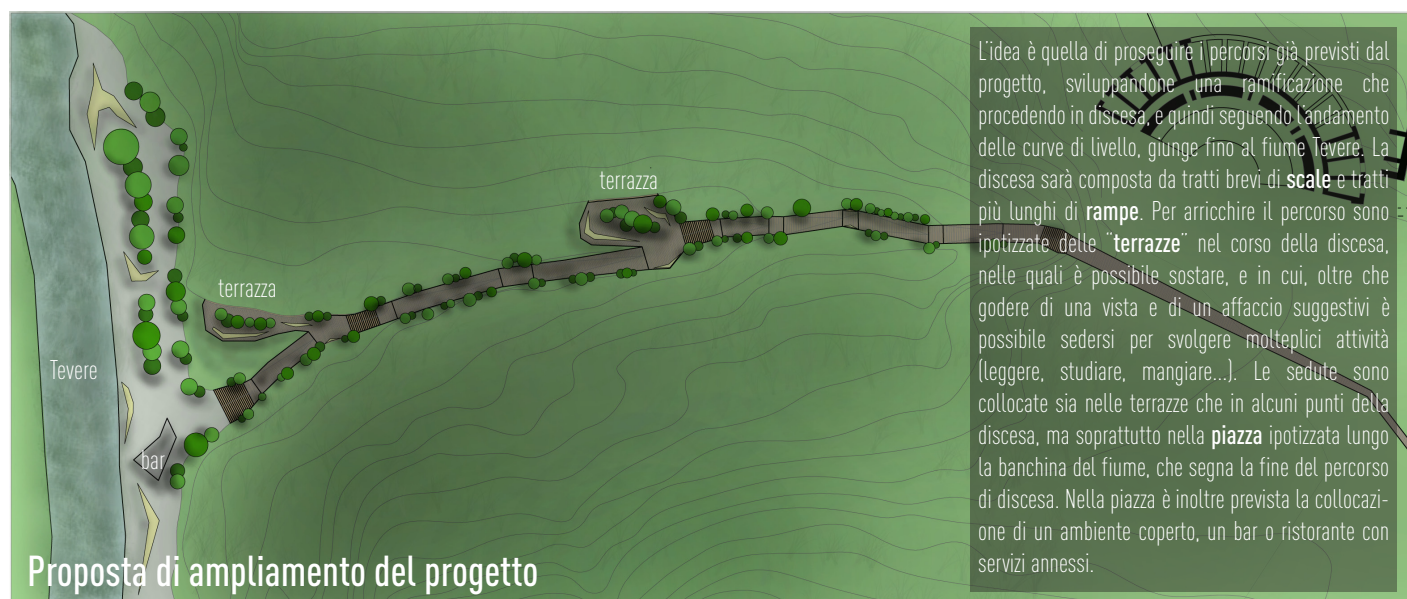 L'idea è quella di proseguire i percorsi già previsti dal
progetto, sviluppandone una ramificazione che
procedendo in discesa, e quindi seguendo l'andamento
delle curve di livello, giunge fino al fiume Tevere. La
discesa sarà composta da tratti brevi di scale e tratti
più lunghi di rampe. Per arricchire il percorso sono
ipotizzate delle "terrazze" nel corso della discesa,
nelle quali è possibile sostare, e in cui, oltre che
godere di una vista e di un affaccio suggestivi è
possibile sedersi per svolgere molteplici attività
(leggere, studiare, mangiare...). Le sedute sono
collocate sia nelle terrazze che in alcuni punti della
discesa, ma soprattutto nella piazza ipotizzata lungo
la banchina del fiume, che segna la fine del percorso
di discesa. Nella piazza è inoltre prevista la collocazi-
one di un ambiente coperto, un bar o ristorante con
servizi annessi.
terrazza
terrazza
Tevere
bar
Proposta di ampliamento del progetto